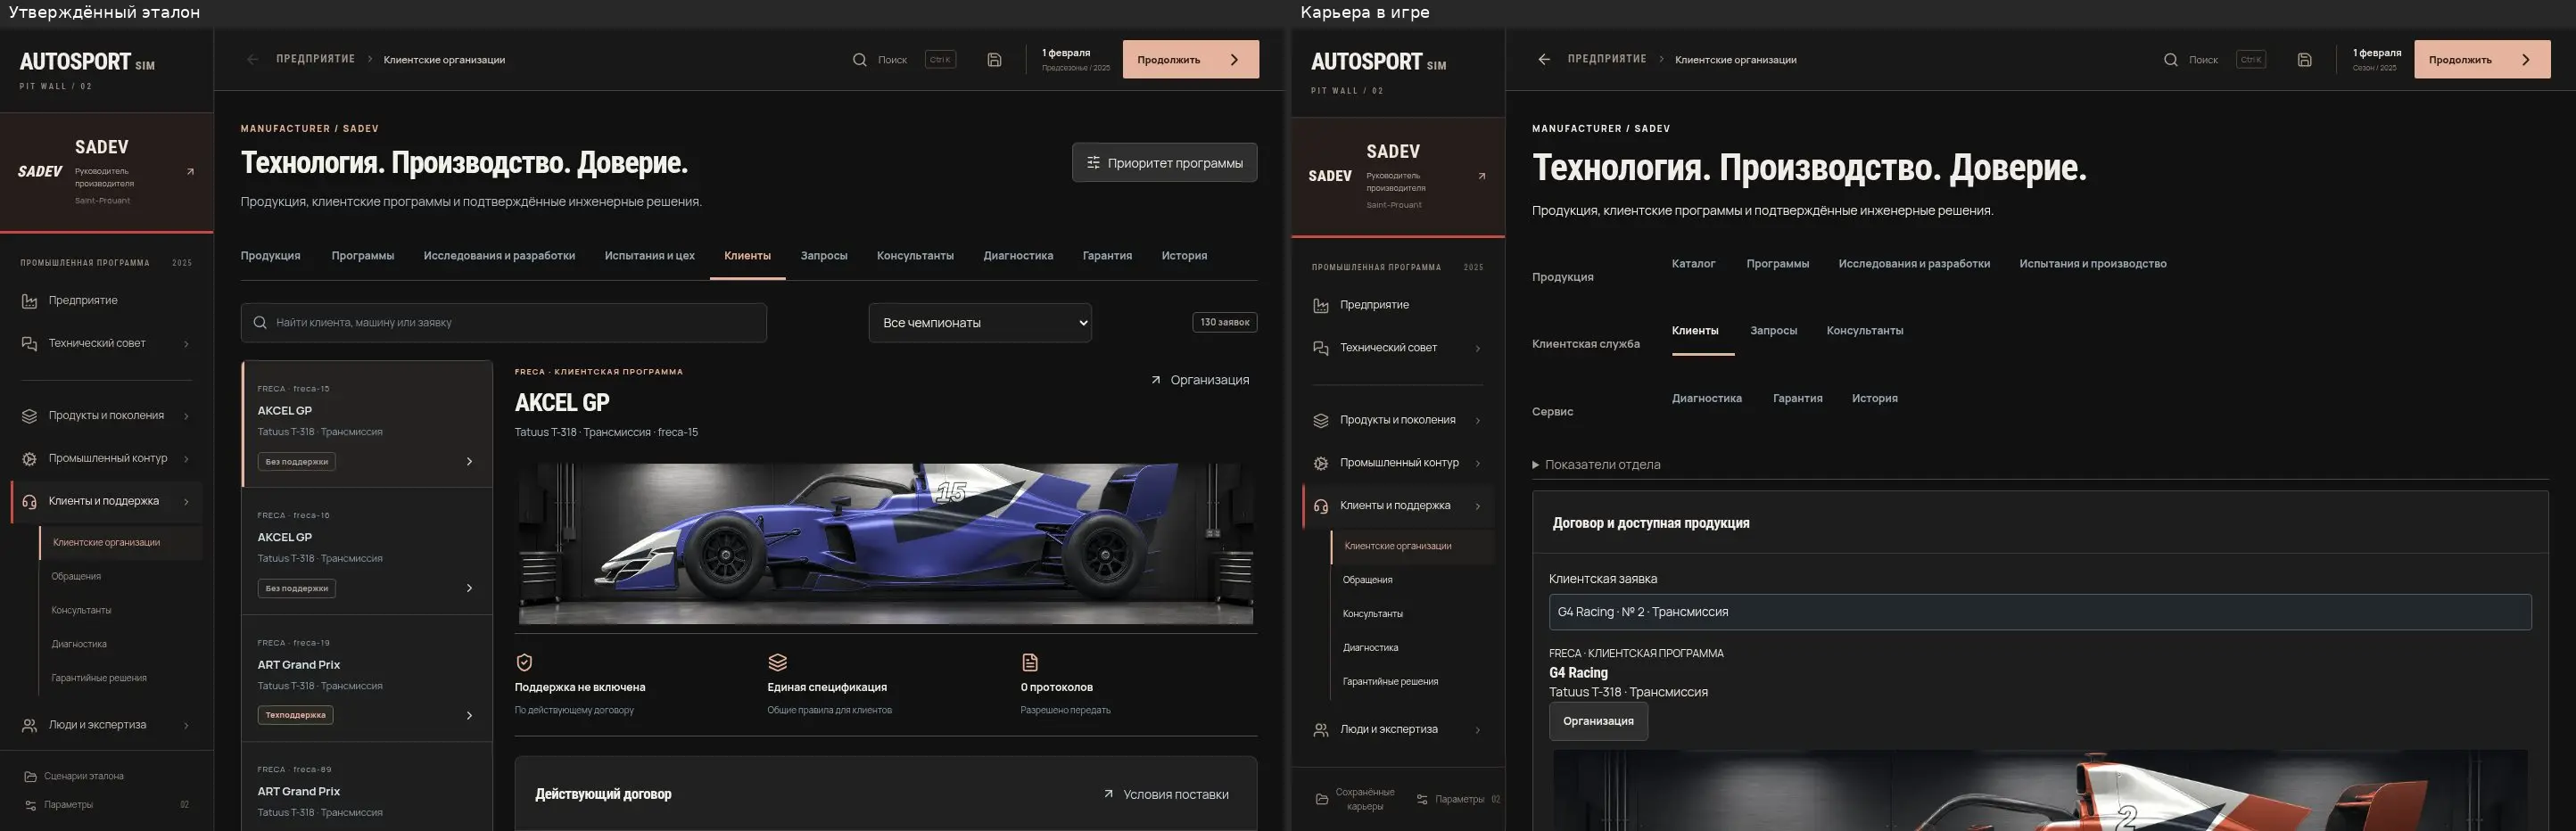 Утверждённый эталон
AUTOSPORT SIM
PIT WALL / 02
SADEV
SADEV
Руководитель
производителя
Saint-Prouant
ПРОМЫШЛЕННАЯ ПРОГРАММА 2025
Предприятие
Технический совет
Продукты и поколения
Промышленный контур
Клиенты и поддержка
Клиентские организации
Обращения
Консультанты
Диагностика
Гарантийные решения
Люди и экспертиза
Сценарии эталона
Параметры 02
ПРЕДПРИЯТИЕ > Клиентские организации
Поиск Ctrl K
1 февраля
Предсезонье / 2025
Продолжить
MANUFACTURER / SADEV
Технология. Производство. Доверие.
Продукция, клиентские программы и подтверждённые инженерные решения.
Приоритет программы
Продукция Программы Исследования и разработки Испытания и цех Клиенты Запросы Консультанты Диагностика Гарантия История
Найти клиента, машину или заявку
Все чемпионаты
130 заявок
FRECA · freca-15
AKCEL GP
Tatuus T-318 · Трансмиссия
Без поддержки
FRECA · freca-16
AKCEL GP
Tatuus T-318 · Трансмиссия
Без поддержки
FRECA · freca-19
ART Grand Prix
Tatuus T-318 · Трансмиссия
Техподдержка
FRECA · freca-69
ART Grand Prix
Tatuus T-318 · Трансмиссия
FRECA · КЛИЕНТСКАЯ ПРОГРАММА
AKCEL GP
Tatuus T-318 · Трансмиссия · freca-15
Организация
15
Поддержка не включена
По действующему договору
Единая спецификация
Общие правила для клиентов
0 протоколов
Разрешено передать
Действующий договор
Условия поставки
Карьера в игре
AUTOSPORT SIM
PIT WALL / 02
SADEV
SADEV
Руководитель
производителя
Saint-Prouant
ПРОМЫШЛЕННАЯ ПРОГРАММА 2025
Предприятие
Технический совет
Продукты и поколения
Промышленный контур
Клиенты и поддержка
Клиентские организации
Обращения
Консультанты
Диагностика
Гарантийные решения
Люди и экспертиза
Сохранённые
карьеры
Параметры 02
ПРЕДПРИЯТИЕ > Клиентские организации
Поиск Ctrl K
1 февраля
Сезон / 2025
Продолжить
MANUFACTURER / SADEV
Технология. Производство. Доверие.
Продукция, клиентские программы и подтверждённые инженерные решения.
Продукция
Каталог Программы Исследования и разработки Испытания и производство
Клиентская служба
Клиенты Запросы Консультанты
Сервис
Диагностика Гарантия История
Показатели отдела
Договор и доступная продукция
Клиентская заявка
G4 Racing · № 2 · Трансмиссия
FRECA · КЛИЕНТСКАЯ ПРОГРАММА
G4 Racing
Tatuus T-318 · Трансмиссия
Организация
2